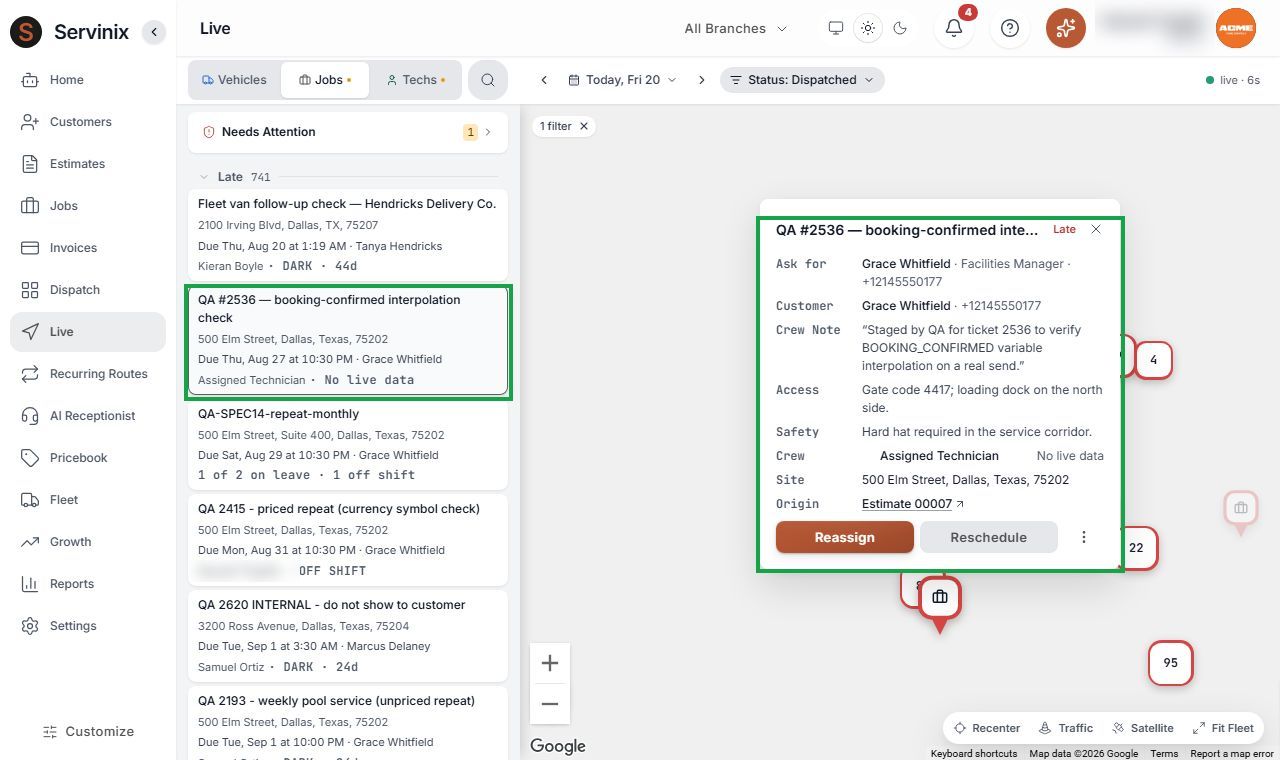 S Servinix
Home
Customers
Estimates
Jobs
Invoices
Dispatch
Live
Recurring Routes
AI Receptionist
Pricebook
Fleet
Growth
Reports
Settings
Customize
Live
All Branches
4
ACME
Vehicles
Jobs
Techs
Today, Fri 20
Status: Dispatched
live · 6s
Needs Attention 1
Late 741
Fleet van follow-up check — Hendricks Delivery Co.
2100 Irving Blvd, Dallas, TX, 75207
Due Thu, Aug 20 at 1:19 AM · Tanya Hendricks
Kieran Boyle · DARK · 44d
QA #2536 — booking-confirmed interpolation
check
500 Elm Street, Dallas, Texas, 75202
Due Thu, Aug 27 at 10:30 PM · Grace Whitfield
Assigned Technician · No live data
QA-SPEC14-repeat-monthly
500 Elm Street, Suite 400, Dallas, Texas, 75202
Due Sat, Aug 29 at 10:30 PM · Grace Whitfield
1 of 2 on leave · 1 off shift
QA 2415 - priced repeat (currency symbol check)
500 Elm Street, Dallas, Texas, 75202
Due Mon, Aug 31 at 10:30 PM · Grace Whitfield
OFF SHIFT
QA 2620 INTERNAL - do not show to customer
3200 Ross Avenue, Dallas, Texas, 75204
Due Tue, Sep 1 at 3:30 AM · Marcus Delaney
Samuel Ortiz · DARK · 24d
QA 2193 - weekly pool service (unpriced repeat)
500 Elm Street, Dallas, Texas, 75202
Due Tue, Sep 1 at 10:00 PM · Grace Whitfield
1 filter
QA #2536 — booking-confirmed inte... Late
Ask for Grace Whitfield · Facilities Manager ·
+12145550177
Customer Grace Whitfield · +12145550177
Crew Note “Staged by QA for ticket 2536 to verify
BOOKING_CONFIRMED variable
interpolation on a real send.”
Access Gate code 4417; loading dock on the north
side.
Safety Hard hat required in the service corridor.
Crew Assigned Technician No live data
Site 500 Elm Street, Dallas, Texas, 75202
Origin Estimate 00007
Reassign
Reschedule
4
22
95
Recenter
Traffic
Satellite
Fit Fleet
Google
Keyboard shortcuts
Map data ©2026 Google
Terms
Report a map error